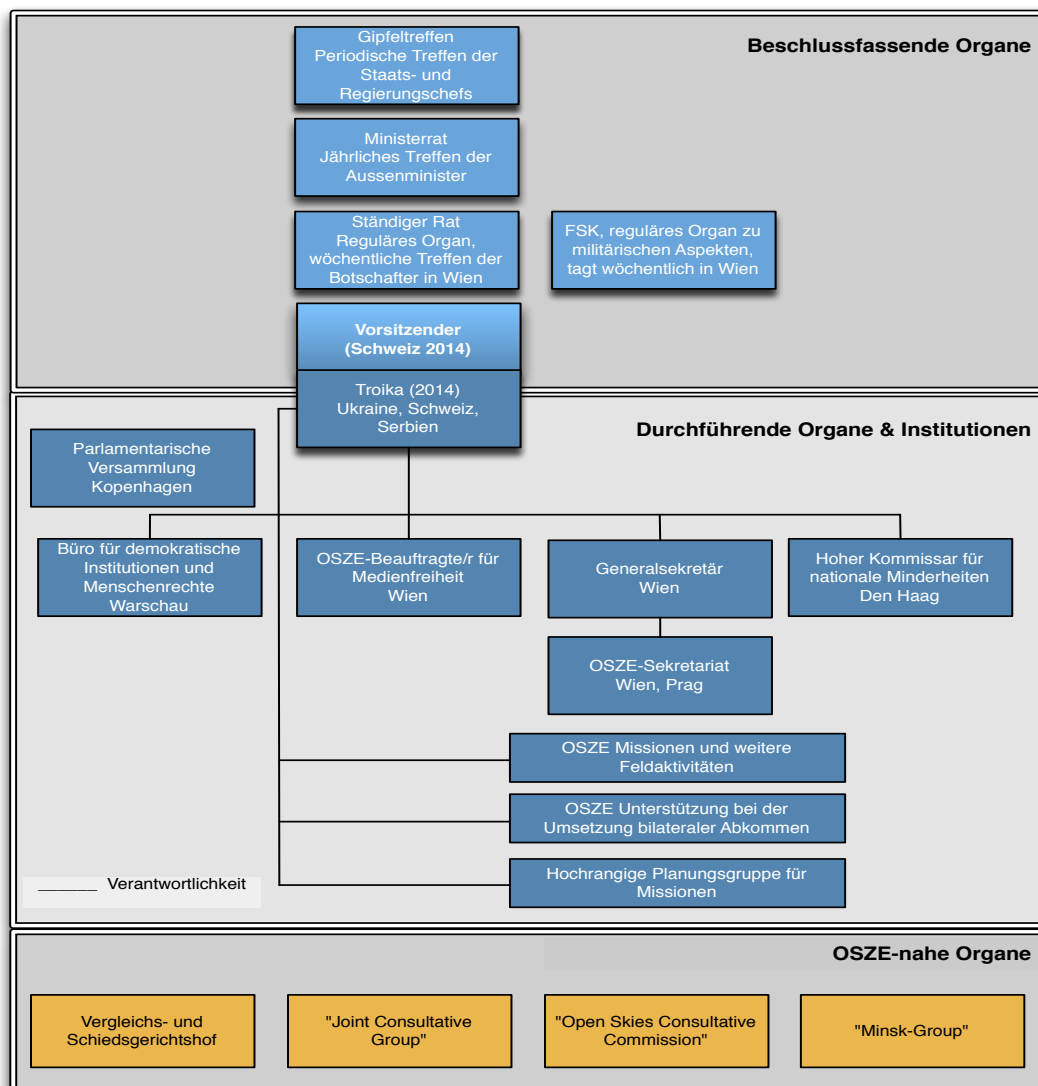 Beschlussfassende Organe
Gipfeltreffen
Periodische Treffen der
Staats- und
Regierungschefs
Ministerrat
Jährliches Treffen der
Aussenminister
Ständiger Rat
Reguläres Organ,
wöchentliche Treffen der
Botschafter in Wien
FSK, reguläres Organ zu
militärischen Aspekten,
tagt wöchentlich in Wien
Vorsitzender
(Schweiz 2014)
Troika (2014)
Ukraine, Schweiz,
Serbien
Durchführende Organe & Institutionen
Parlamentarische
Versammlung
Kopenhagen
Büro für demokratische
Institutionen und
Menschenrechte
Warschau
OSZE-Beauftragte/r für
Medienfreiheit
Wien
Generalsekretär
Wien
Hoher Kommissar für
nationale Minderheiten
Den Haag
OSZE-Sekretariat
Wien, Prag
OSZE Missionen und weitere
Feldaktivitäten
OSZE Unterstützung bei der
Umsetzung bilateraler Abkommen
Hochrangige Planungsgruppe für
Missionen
______ Verantwortlichkeit
OSZE-nahe Organe
Vergleichs- und
Schiedsgerichtshof
"Joint Consultative
Group"
"Open Skies Consultative
Commission"
"Minsk-Group"